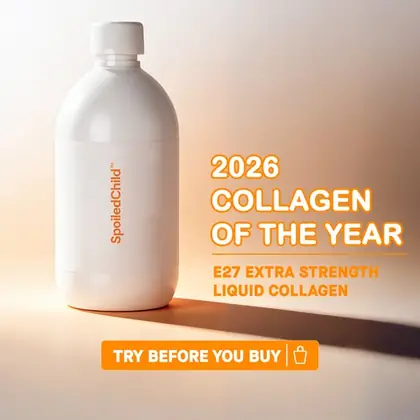 SpoiledChild™
2026
COLLAGEN
OF THE YEAR
E27 EXTRA STRENGTH
LIQUID COLLAGEN
TRY BEFORE YOU BUY